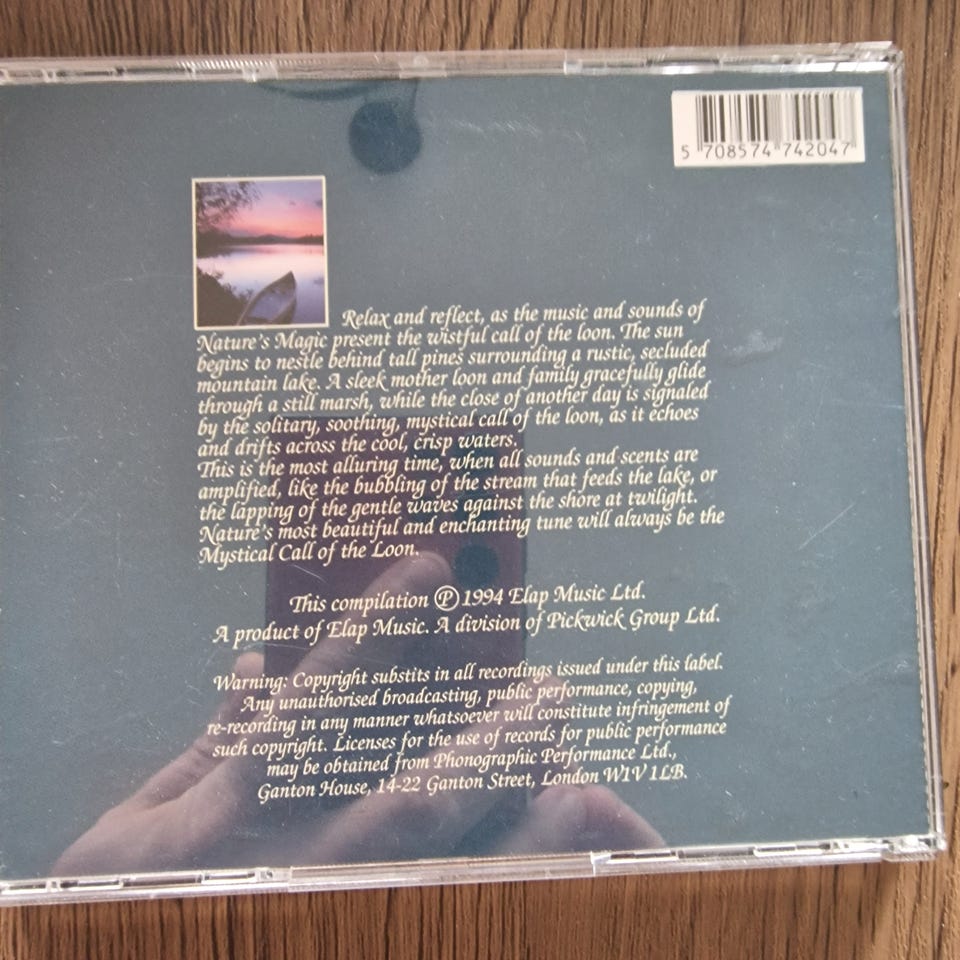 5 708574 742047
Relax and reflect, as the music and sounds of
Nature's Magic present the wistful call of the loon. The sun
begins to nestle behind tall pines surrounding a rustic, secluded
mountain lake. A sleek mother loon and family gracefully glide
through a still marsh, while the close of another day is signaled
by the solitary, soothing, mystical call of the loon, as it echoes
and drifts across the cool, crisp waters.
This is the most alluring time, when all sounds and scents are
amplified, like the bubbling of the stream that feeds the lake, or
the lapping of the gentle waves against the shore at twilight.
Nature's most beautiful and enchanting tune will always be the
Mystical Call of the Loon.
This compilation ℗ 1994 Elap Music Ltd.
A product of Elap Music. A division of Pickwick Group Ltd.
Warning: Copyright substits in all recordings issued under this label.
Any unauthorised broadcasting, public performance, copying,
re-recording in any manner whatsoever will constitute infringement of
such copyright. Licenses for the use of records for public performance
may be obtained from Phonographic Performance Ltd.,
Ganton House, 14-22 Ganton Street, London W1V 1LB.